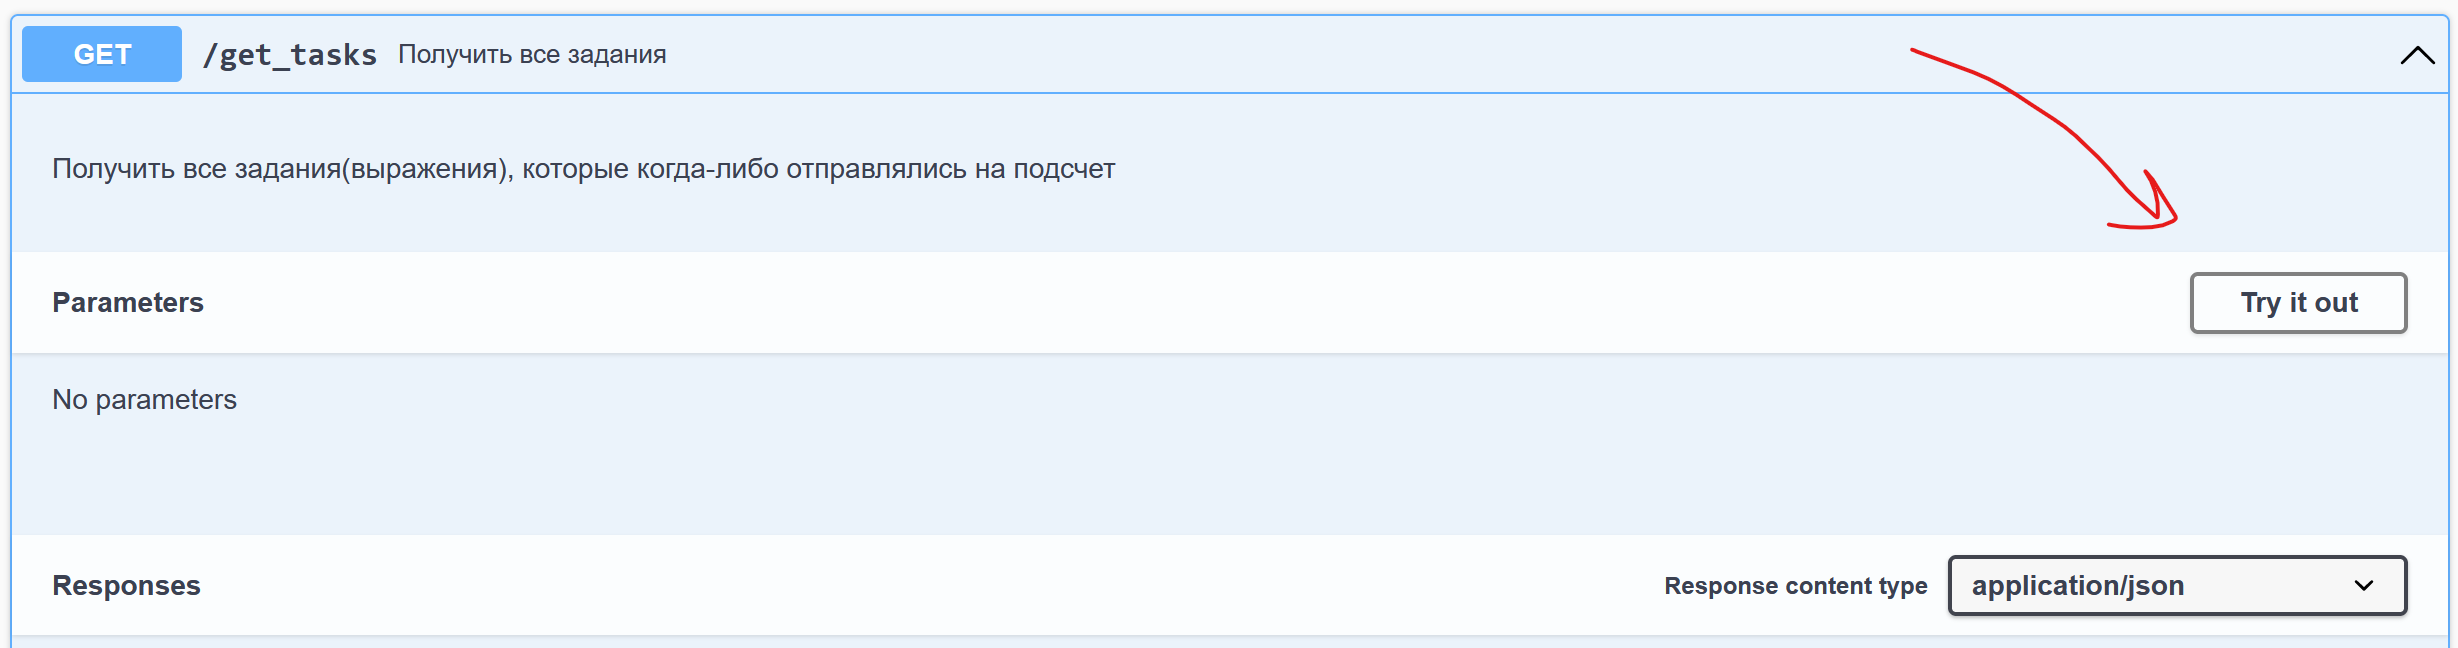 GET /get_tasks Получить все задания
Получить все задания(выражения), которые когда-либо отправлялись на подсчет
Parameters Try it out
No parameters
Responses Response content type application/json